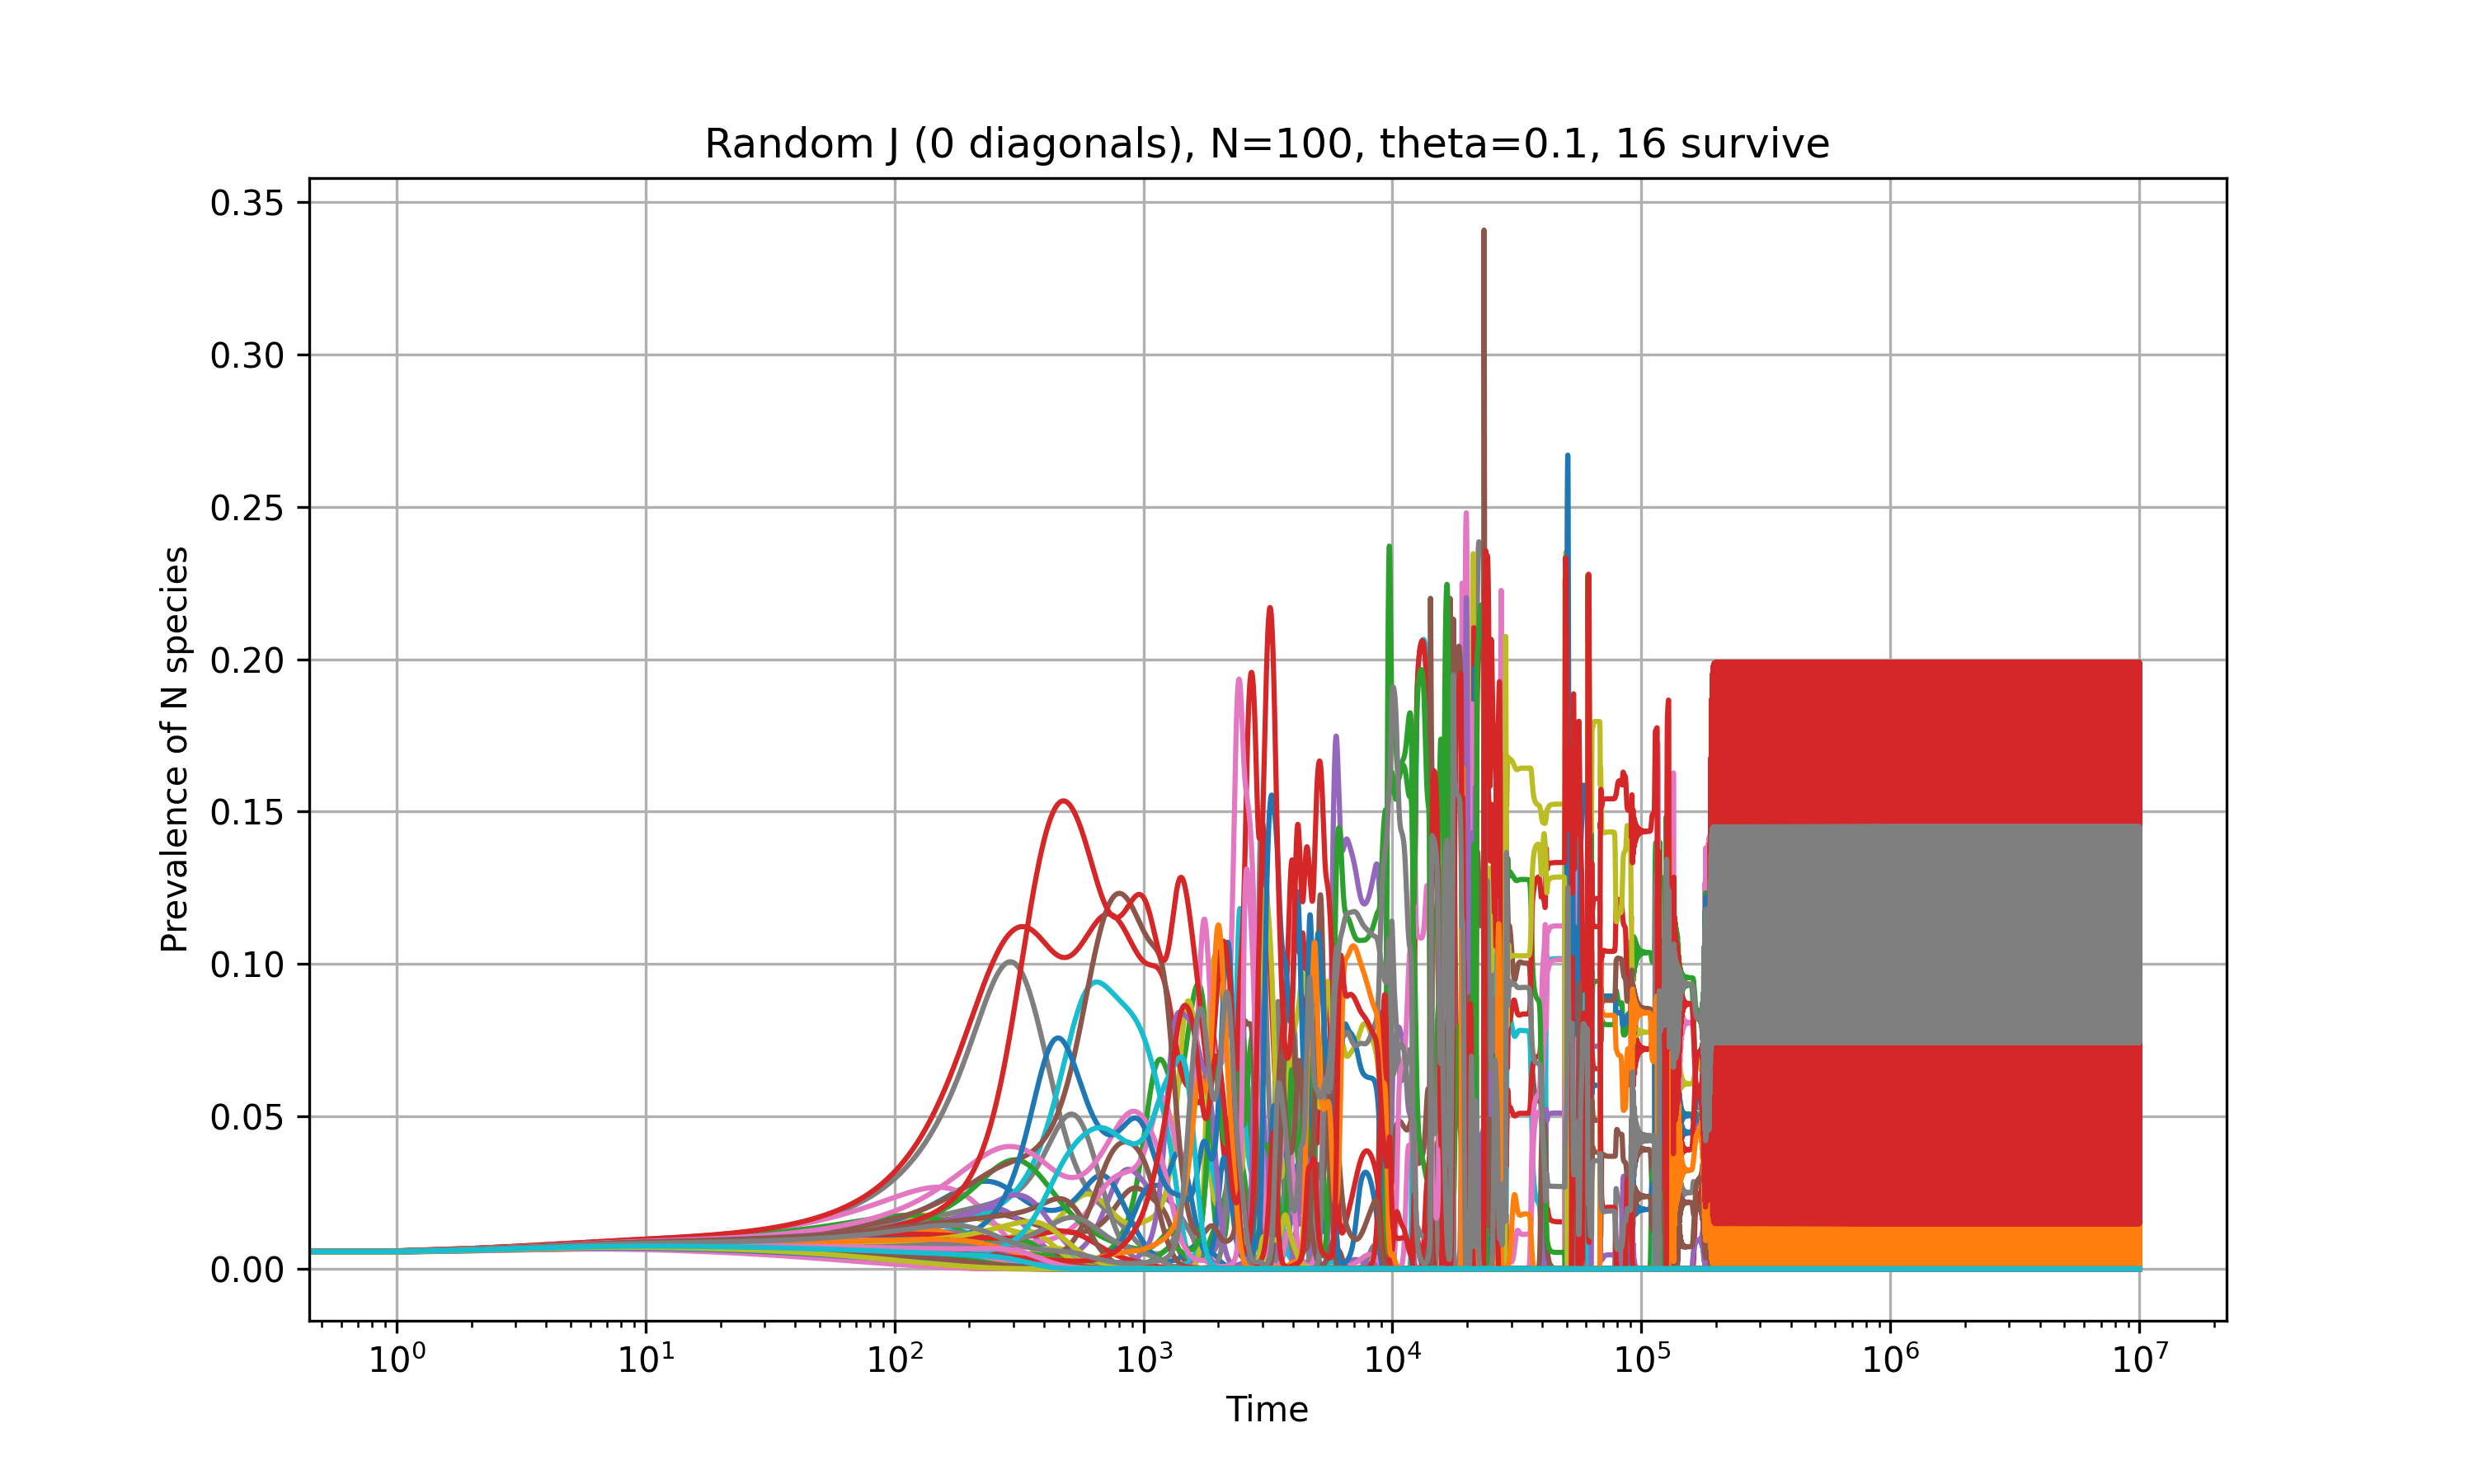 Random J (0 diagonals), N=100, theta=0.1, 16 survive
Prevalence of N species
0.35
0.30
0.25
0.20
0.15
0.10
0.05
0.00
10⁰ 10¹ 10² 10³ 10⁴ 10⁵ 10⁶ 10⁷
Time